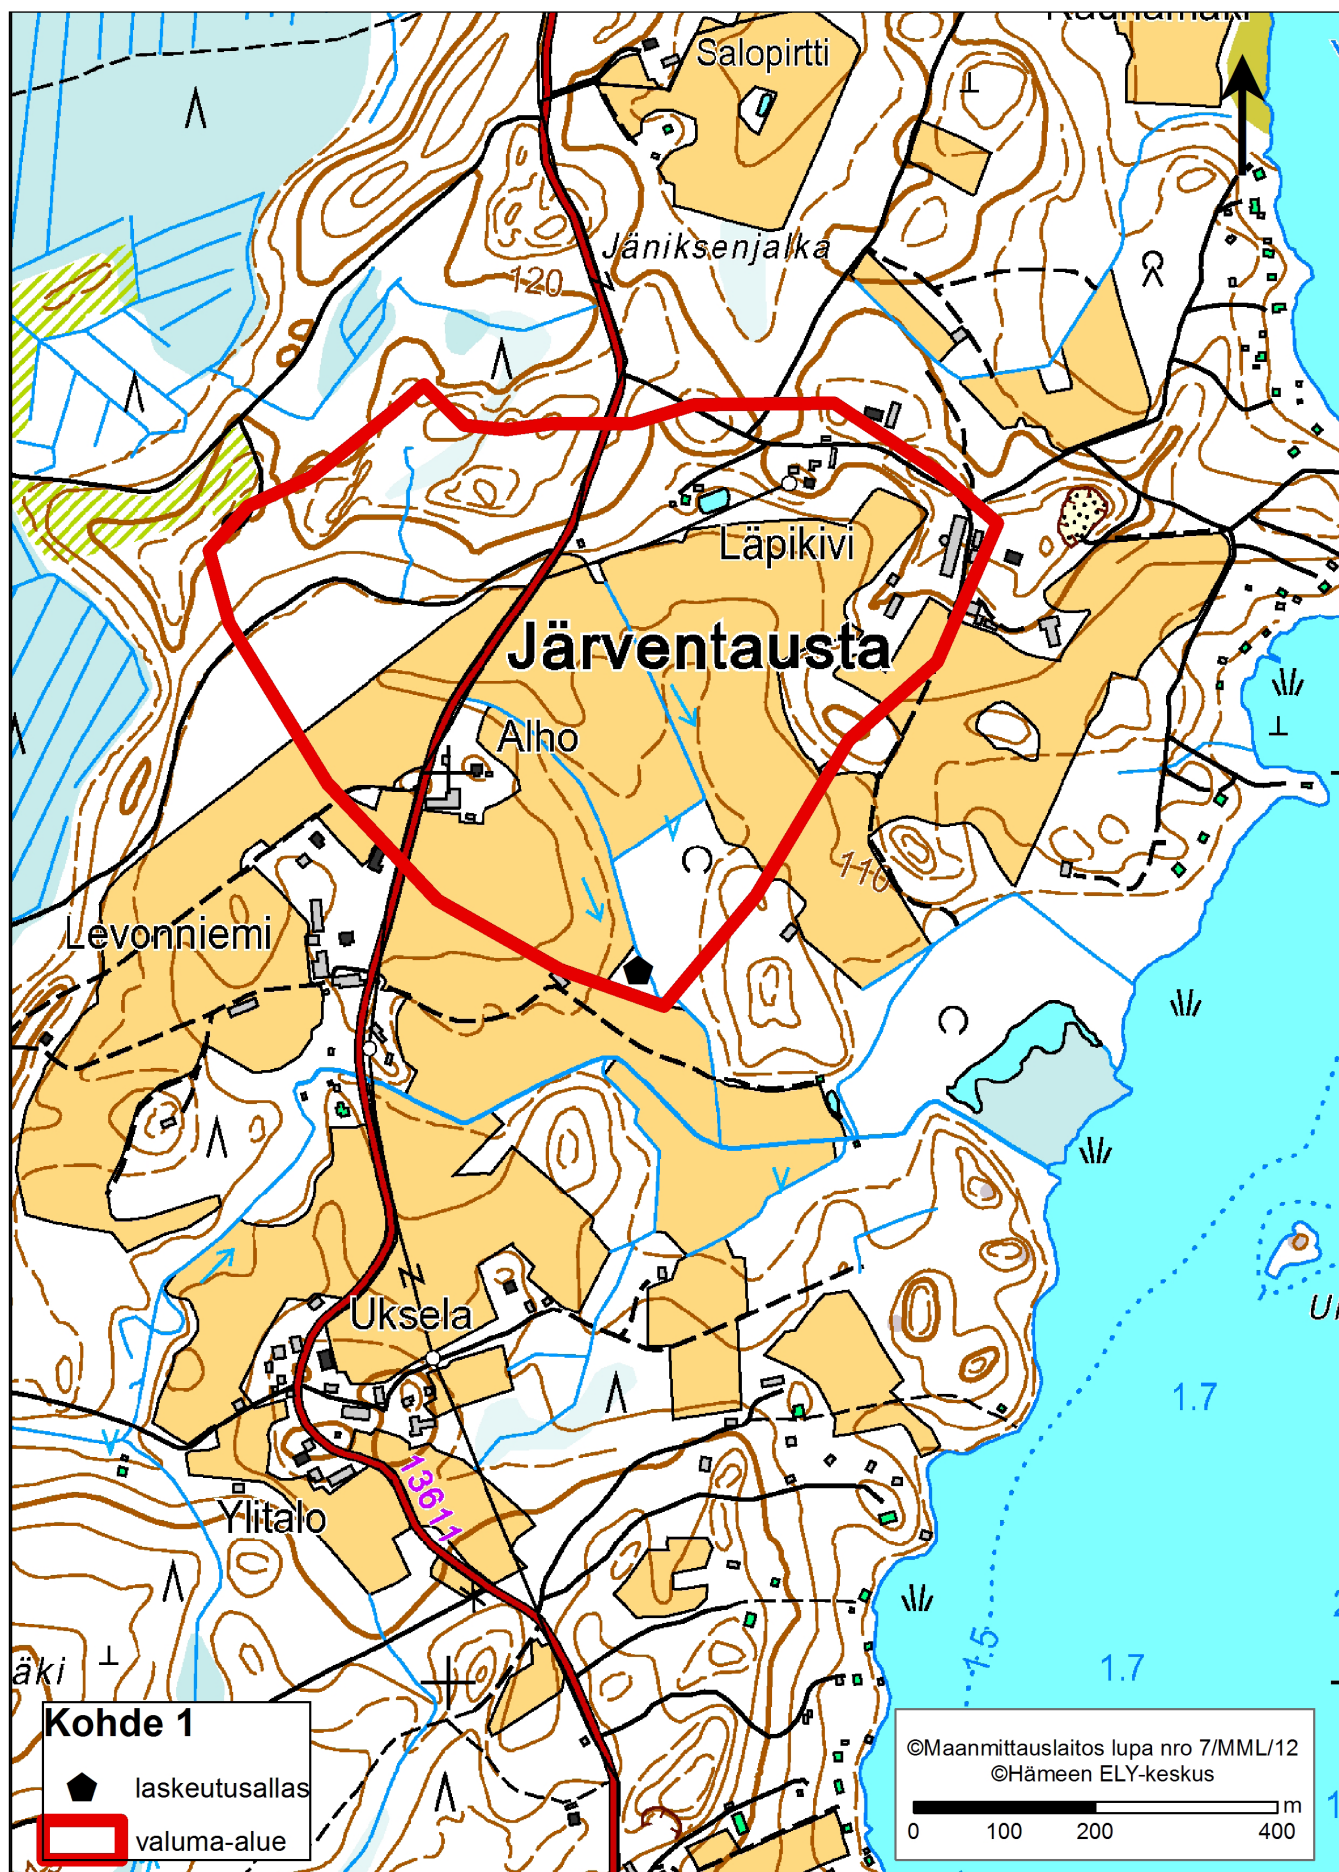 Salopirtti
Jäniksenjalka
120
Läpikivi
Järventausta
Alho
110
Levonniemi
Uksela
1.7
13611
Ylitalo
1.5
1.7
äki
Kohde 1
laskeutusallas
valuma-alue
©Maanmittauslaitos lupa nro 7/MML/12
©Hämeen ELY-keskus
m
0 100 200 400